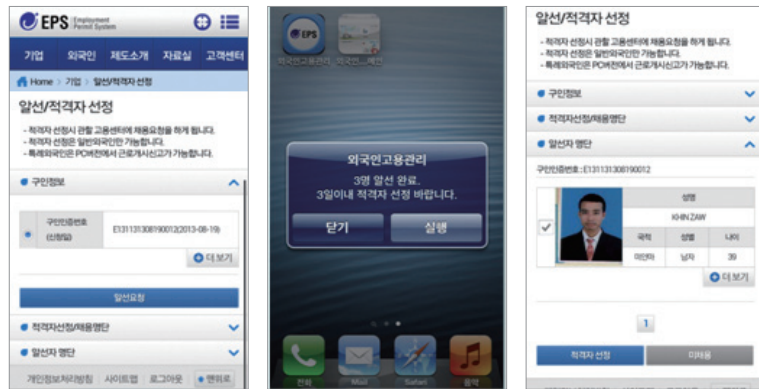 EPS Employment Permit System
기업 외국인 제도소개 자료실 고객센터
Home > 기업 > 알선/적격자 선정
알선/적격자 선정
- 적격자 선정시 관할 고용센터에 채용요청을 하게 됩니다.
- 적격자 선정은 일반외국인만 가능합니다.
- 특례외국인은 PC버전에서 근로개시신고가 가능합니다.
구인정보
구인인증번호
(신청일)
E131131308190012(2013-08-19)
더 보기
알선요청
적격자선정/채용명단
알선자 명단
개인정보처리방침 사이트맵 로그아웃 맨위로
EPS
외국인고용관리
외국인고용관리
3명 알선 완료.
3일이내 적격자 선정 바랍니다.
닫기 실행
전화 Mail Safari 음악
알선/적격자 선정
- 적격자 선정시 관할 고용센터에 채용요청을 하게 됩니다.
- 적격자 선정은 일반외국인만 가능합니다.
- 특례외국인은 PC버전에서 근로개시신고가 가능합니다.
구인정보
적격자선정/채용명단
알선자 명단
구인인증번호 : E131131308190012
성명
KHIN ZAW
국적 성별 나이
미얀마 남자 39
더 보기
1
적격자 선정 미채용